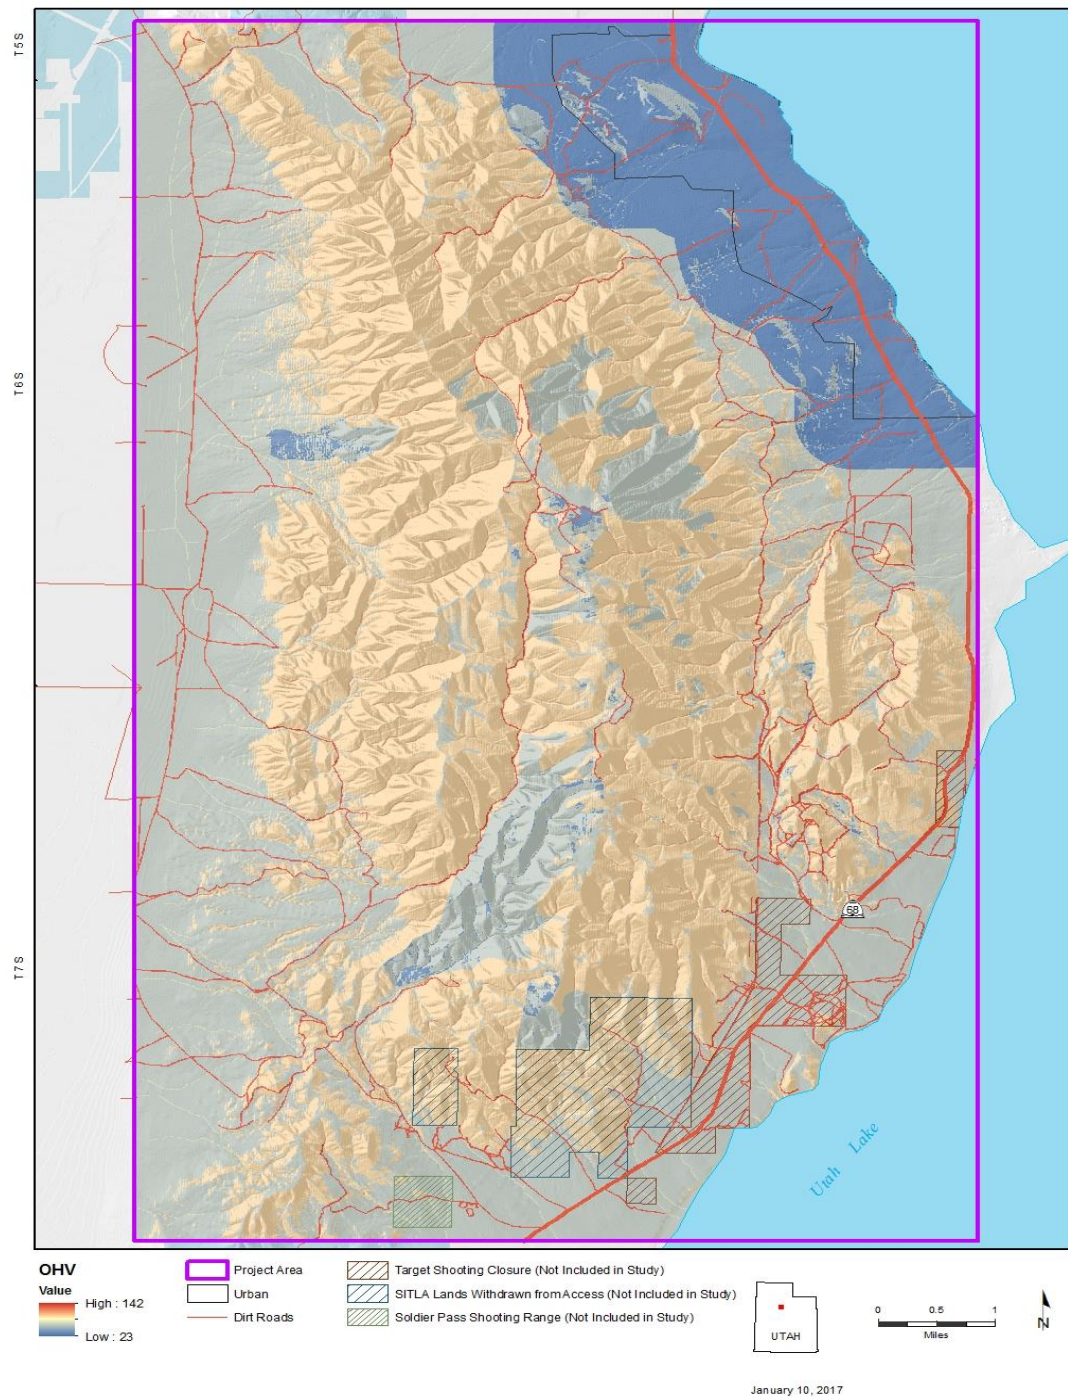 T5S
T6S
T7S
68
Utah Lake
OHV
Value
High : 142
Low : 23
Project Area
Urban
Dirt Roads
Target Shooting Closure (Not Included in Study)
SITLA Lands Withdrawn from Access (Not Included in Study)
Soldier Pass Shooting Range (Not Included in Study)
UTAH
0 0.5 1
Miles
N
January 10, 2017